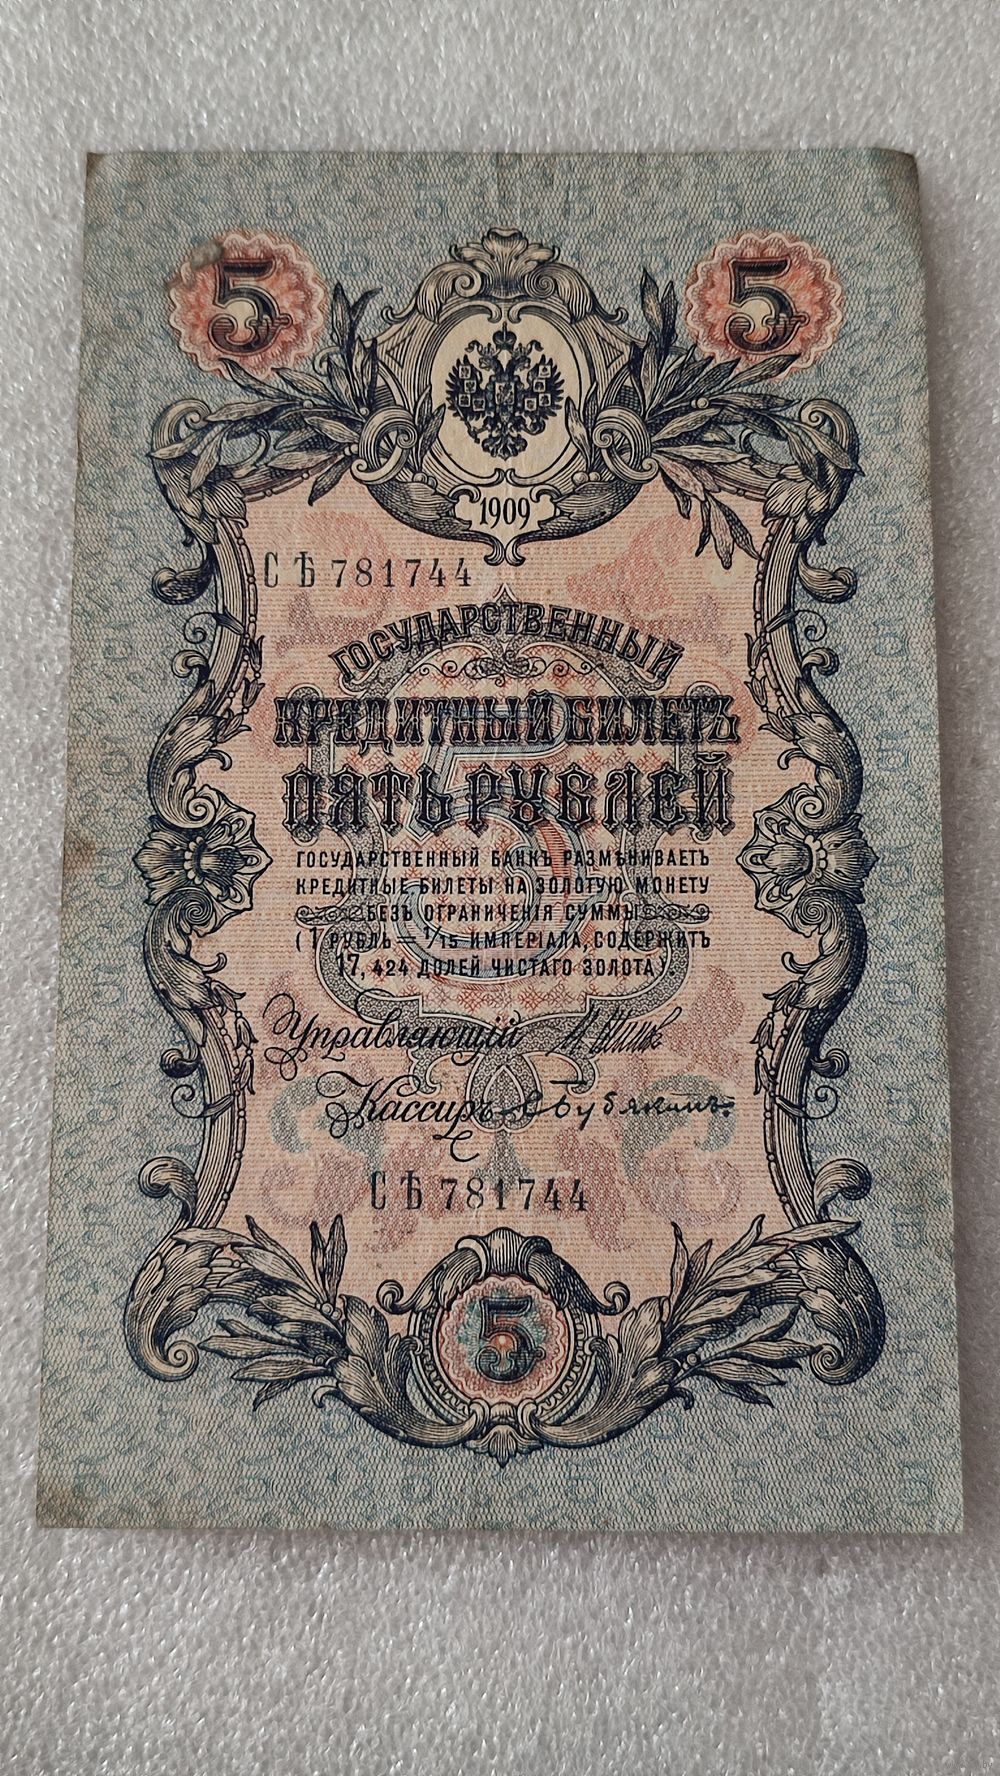 5 5
1909
СѢ 781744
ГОСУДАРСТВЕННЫЙ
КРЕДИТНЫЙ БИЛЕТЪ
ПЯТЬ РУБЛЕЙ
ГОСУДАРСТВЕННЫЙ БАНКЪ РАЗМѢНИВАЕТЪ
КРЕДИТНЫЕ БИЛЕТЫ НА ЗОЛОТУЮ МОНЕТУ
БЕЗЪ ОГРАНИЧЕНІЯ СУММЫ
(1 РУБЛЬ = 1/15 ИМПЕРІАЛА, СОДЕРЖИТЪ
17,424 ДОЛЕЙ ЧИСТАГО ЗОЛОТА).
Управляющій
Кассиръ
СѢ 781744
5